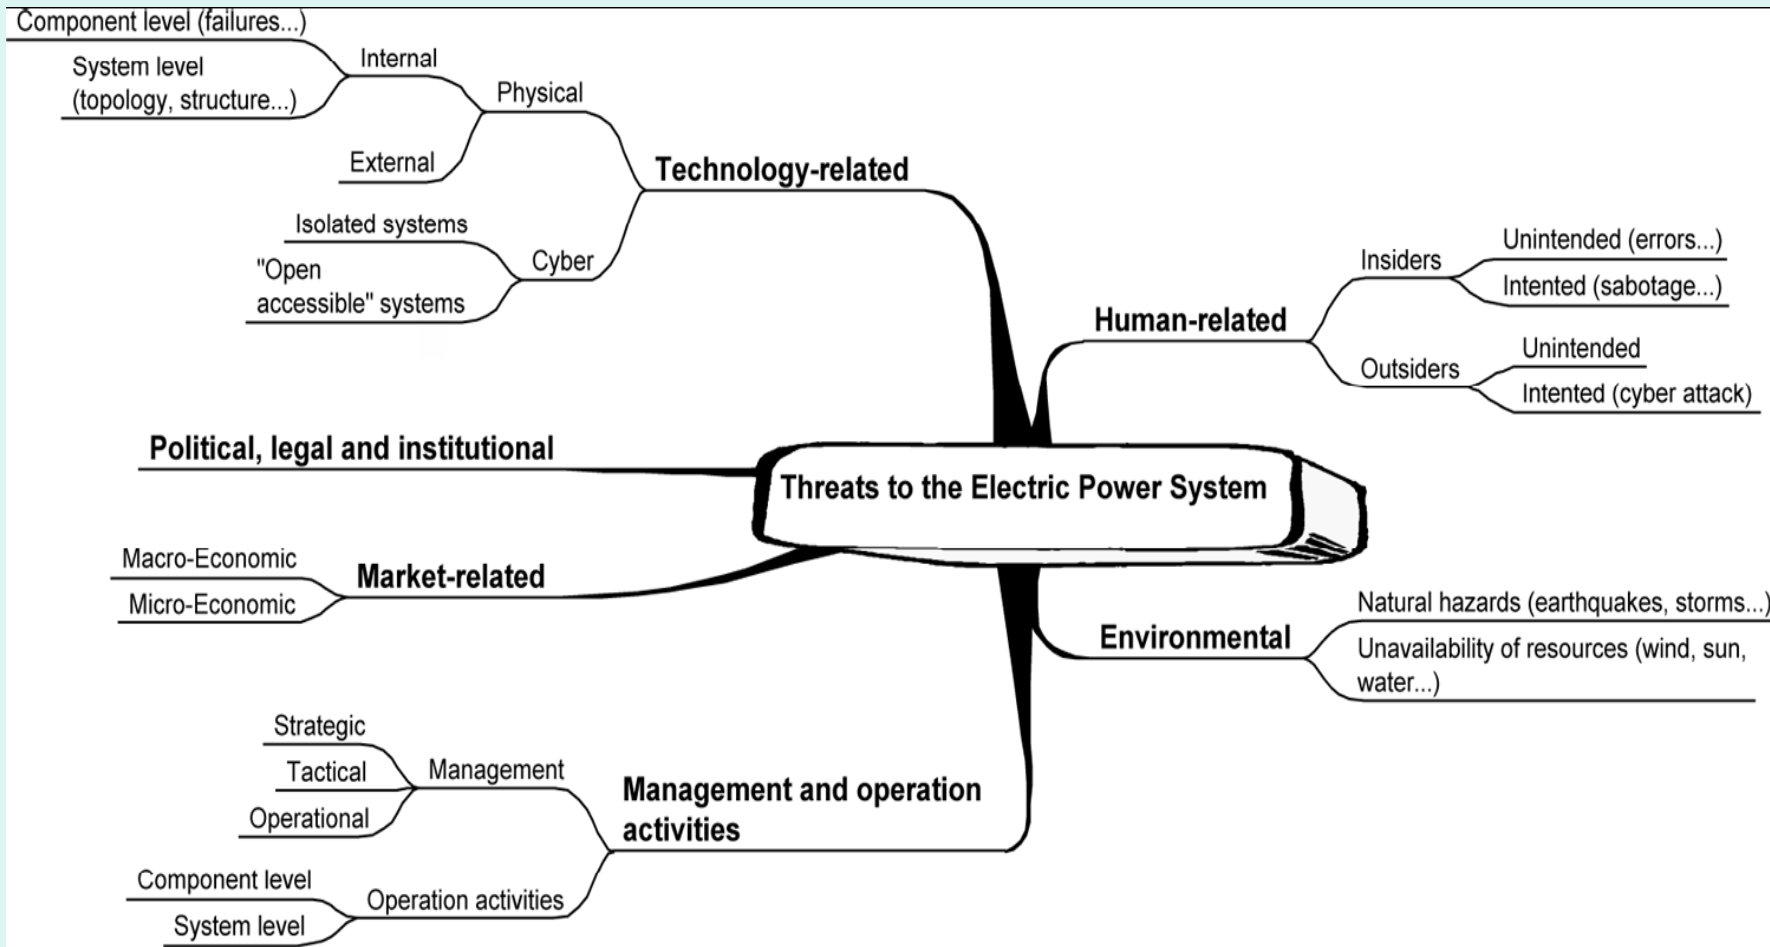 Component level (failures...)
System level
(topology, structure...)
Internal
Physical
External
Technology-related
Isolated systems
"Open
accessible" systems
Cyber
Insiders
Unintended (errors...)
Intented (sabotage...)
Human-related
Outsiders
Unintended
Intented (cyber attack)
Political, legal and institutional
Threats to the Electric Power System
Macro-Economic
Micro-Economic
Market-related
Environmental
Natural hazards (earthquakes, storms...)
Unavailability of resources (wind, sun,
water...)
Strategic
Tactical
Operational
Management
Management and operation
activities
Component level
System level
Operation activities